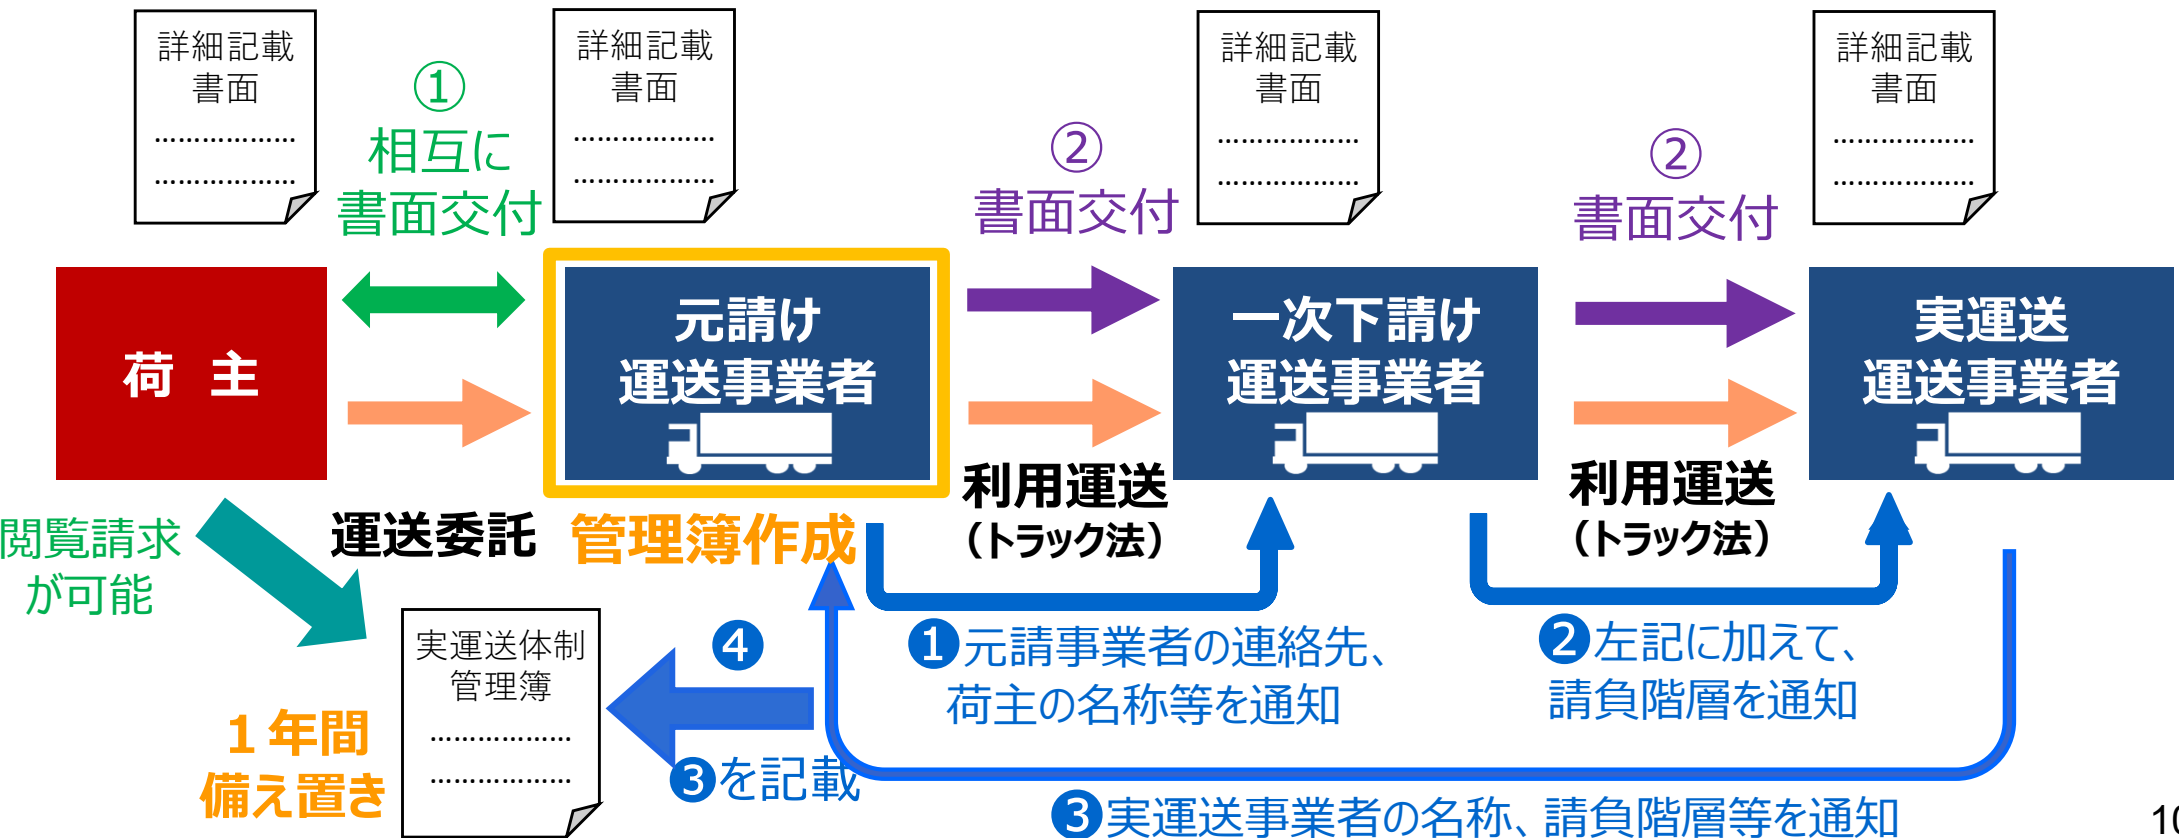 詳細記載
書面
………………
………………
①
相互に
書面交付
詳細記載
書面
………………
………………
②
書面交付
詳細記載
書面
………………
………………
②
書面交付
詳細記載
書面
………………
………………
荷 主
元請け
運送事業者
一次下請け
運送事業者
実運送
運送事業者
運送委託
管理簿作成
利用運送
（トラック法）
利用運送
（トラック法）
閲覧請求
が可能
実運送体制
管理簿
………………
………………
1年間
備え置き
❹
❸を記載
❶元請事業者の連絡先、
荷主の名称等を通知
❷左記に加えて、
請負階層を通知
❸実運送事業者の名称、請負階層等を通知